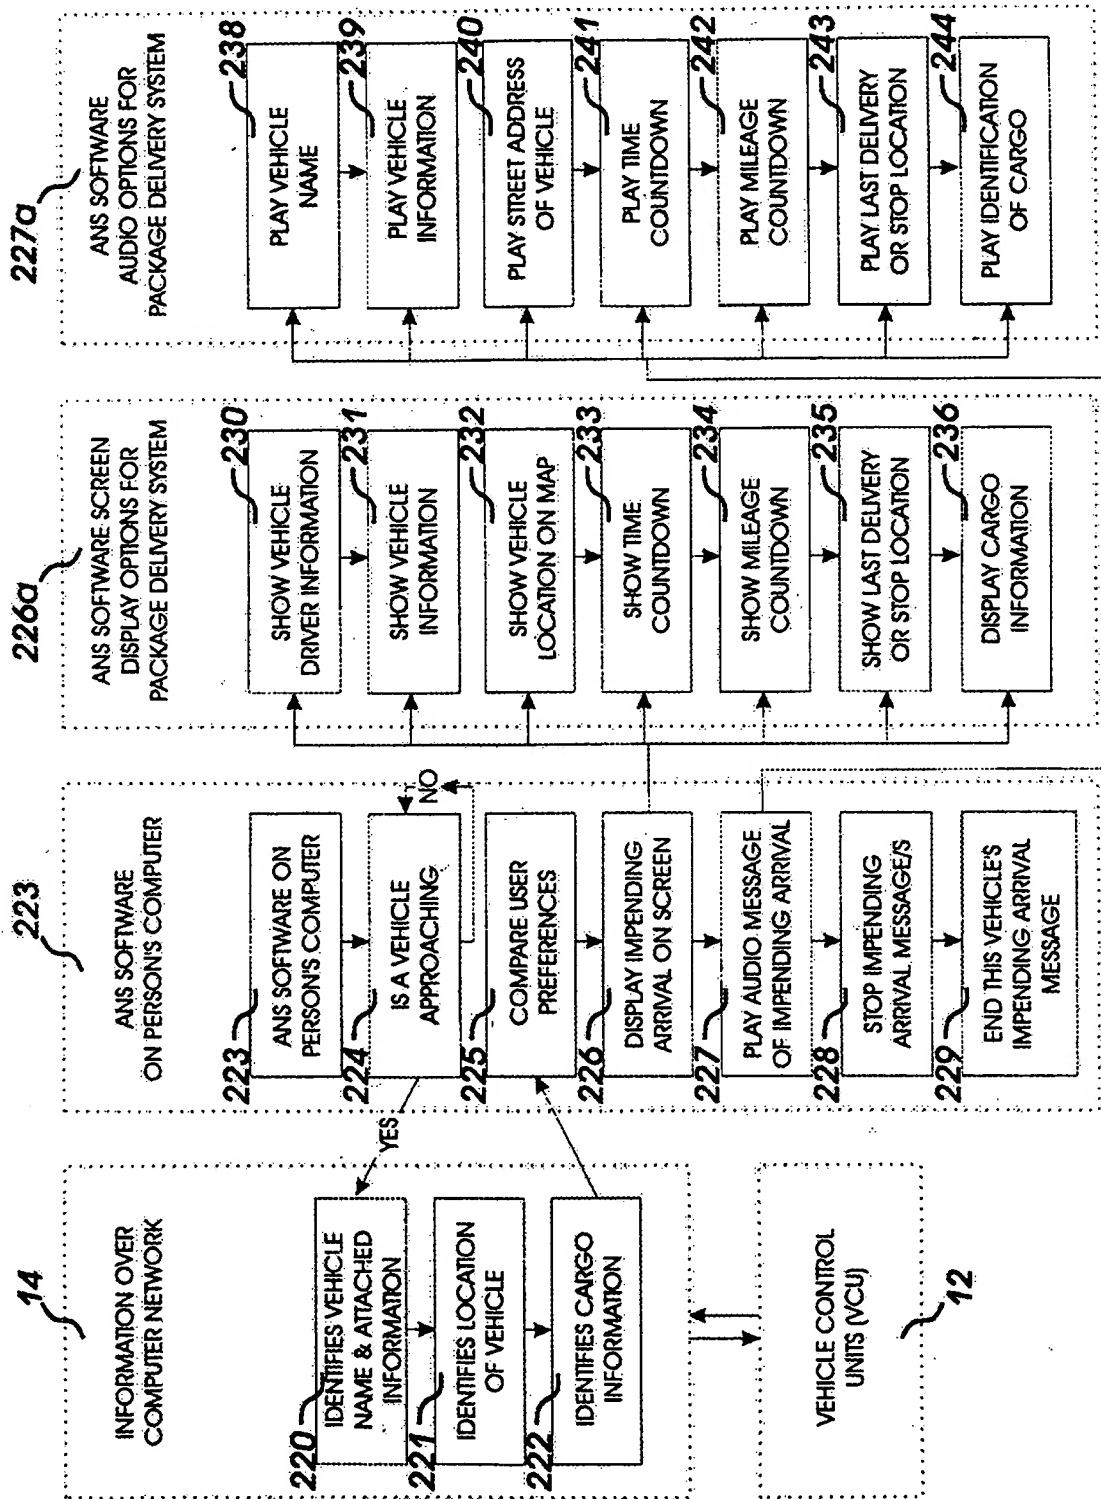 14
INFORMATION OVER
COMPUTER NETWORK
220
IDENTIFIES VEHICLE
NAME & ATTACHED
INFORMATION
221
IDENTIFIES LOCATION
OF VEHICLE
222
IDENTIFIES CARGO
INFORMATION
VEHICLE CONTROL
UNITS (VCU)
12
223
ANS SOFTWARE
ON PERSON'S COMPUTER
223
ANS SOFTWARE ON
PERSON'S COMPUTER
224
IS A VEHICLE
APPROACHING
NO
YES
225
COMPARE USER
PREFERENCES
226
DISPLAY IMPENDING
ARRIVAL ON SCREEN
227
PLAY AUDIO MESSAGE
OF IMPENDING ARRIVAL
228
STOP IMPENDING
ARRIVAL MESSAGE/S
229
END THIS VEHICLE'S
IMPENDING ARRIVAL
MESSAGE
226a
ANS SOFTWARE SCREEN
DISPLAY OPTIONS FOR
PACKAGE DELIVERY SYSTEM
230
SHOW VEHICLE
DRIVER INFORMATION
231
SHOW VEHICLE
INFORMATION
232
SHOW VEHICLE
LOCATION ON MAP
233
SHOW TIME
COUNTDOWN
234
SHOW MILEAGE
COUNTDOWN
235
SHOW LAST DELIVERY
OR STOP LOCATION
236
DISPLAY CARGO
INFORMATION
227a
ANS SOFTWARE
AUDIO OPTIONS FOR
PACKAGE DELIVERY SYSTEM
238
PLAY VEHICLE
NAME
239
PLAY VEHICLE
INFORMATION
240
PLAY STREET ADDRESS
OF VEHICLE
241
PLAY TIME
COUNTDOWN
242
PLAY MILEAGE
COUNTDOWN
243
PLAY LAST DELIVERY
OR STOP LOCATION
244
PLAY IDENTIFICATION
OF CARGO